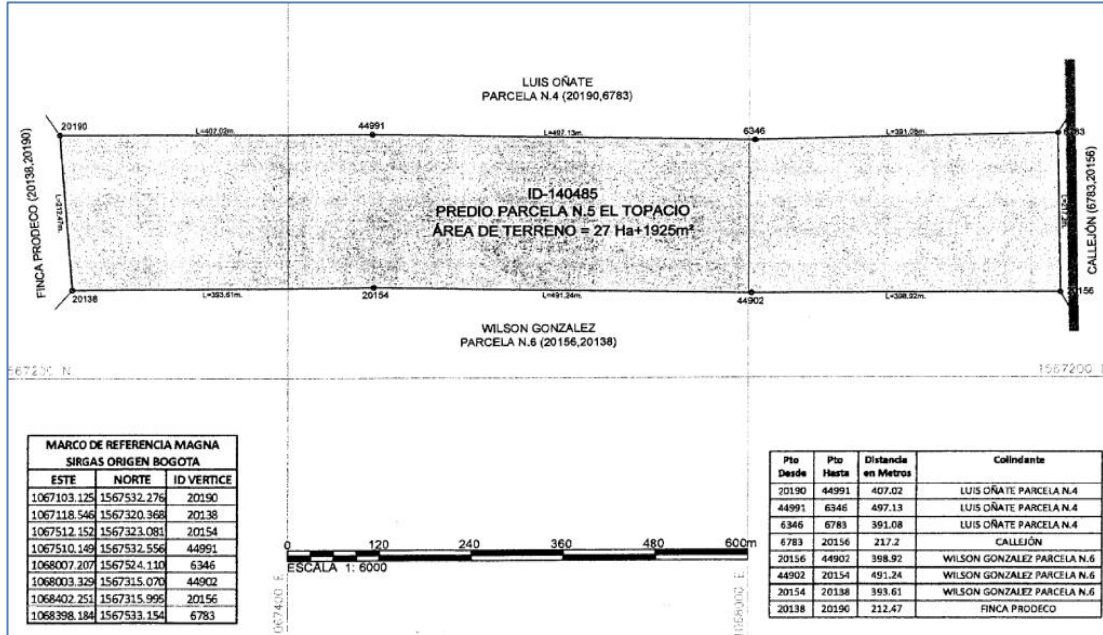 LUIS OÑATE
PARCELA N.4 (20190,6783)
20190
L=407.02m.
44991
L=497.13m.
6346
L=391.08m.
6783
FINCA PRODECO (20138,20190)
L=212.47m.
ID-140485
PREDIO PARCELA N.5 EL TOPACIO
ÁREA DE TERRENO = 27 Ha+1925m²
CALLEJÓN (6783,20156)
20138
L=393.61m.
20154
L=491.24m.
44902
L=398.92m.
20156
WILSON GONZALEZ
PARCELA N.6 (20156,20138)
567200 N
1567200
MARCO DE REFERENCIA MAGNA
SIRGAS ORIGEN BOGOTA
ESTE NORTE ID VERTICE
1067103.125 1567532.276 20190
1067118.546 1567320.368 20138
1067512.152 1567323.081 20154
1067510.149 1567532.556 44991
1068007.207 1567524.110 6346
1068003.329 1567315.070 44902
1068402.251 1567315.995 20156
1068398.184 1567533.154 6783
0 120 240 360 480 600m
ESCALA 1: 6000
067400 E
1068000 E
Pto Desde Pto Hasta Distancia en Metros Colindante
20190 44991 407.02 LUIS OÑATE PARCELA N.4
44991 6346 497.13 LUIS OÑATE PARCELA N.4
6346 6783 391.08 LUIS OÑATE PARCELA N.4
6783 20156 217.2 CALLEJÓN
20156 44902 398.92 WILSON GONZALEZ PARCELA N.6
44902 20154 491.24 WILSON GONZALEZ PARCELA N.6
20154 20138 393.61 WILSON GONZALEZ PARCELA N.6
20138 20190 212.47 FINCA PRODECO